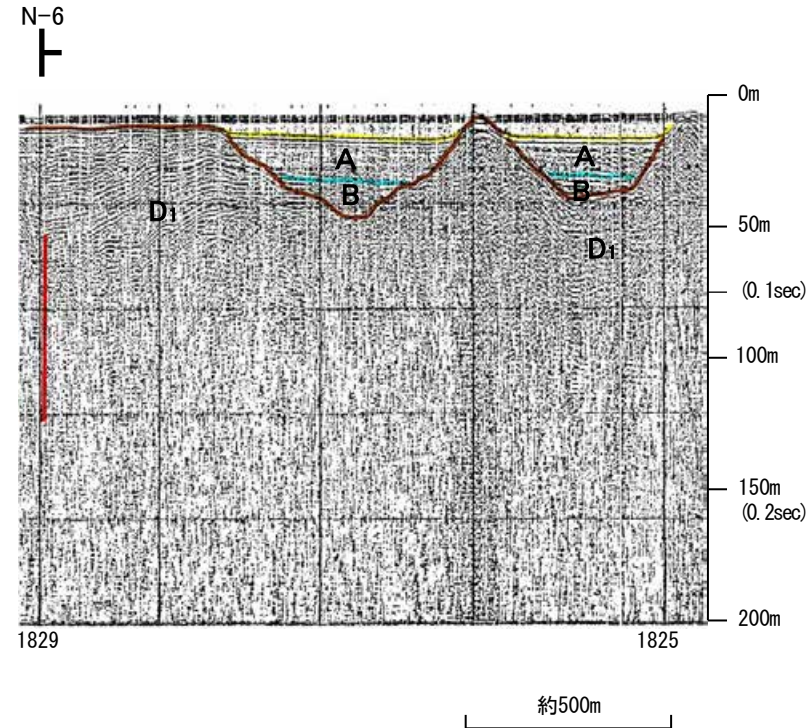 N-6
0m
A
A
B
B
D1
50m
D1
(0.1sec)
100m
150m
(0.2sec)
200m
1829
1825
約500m